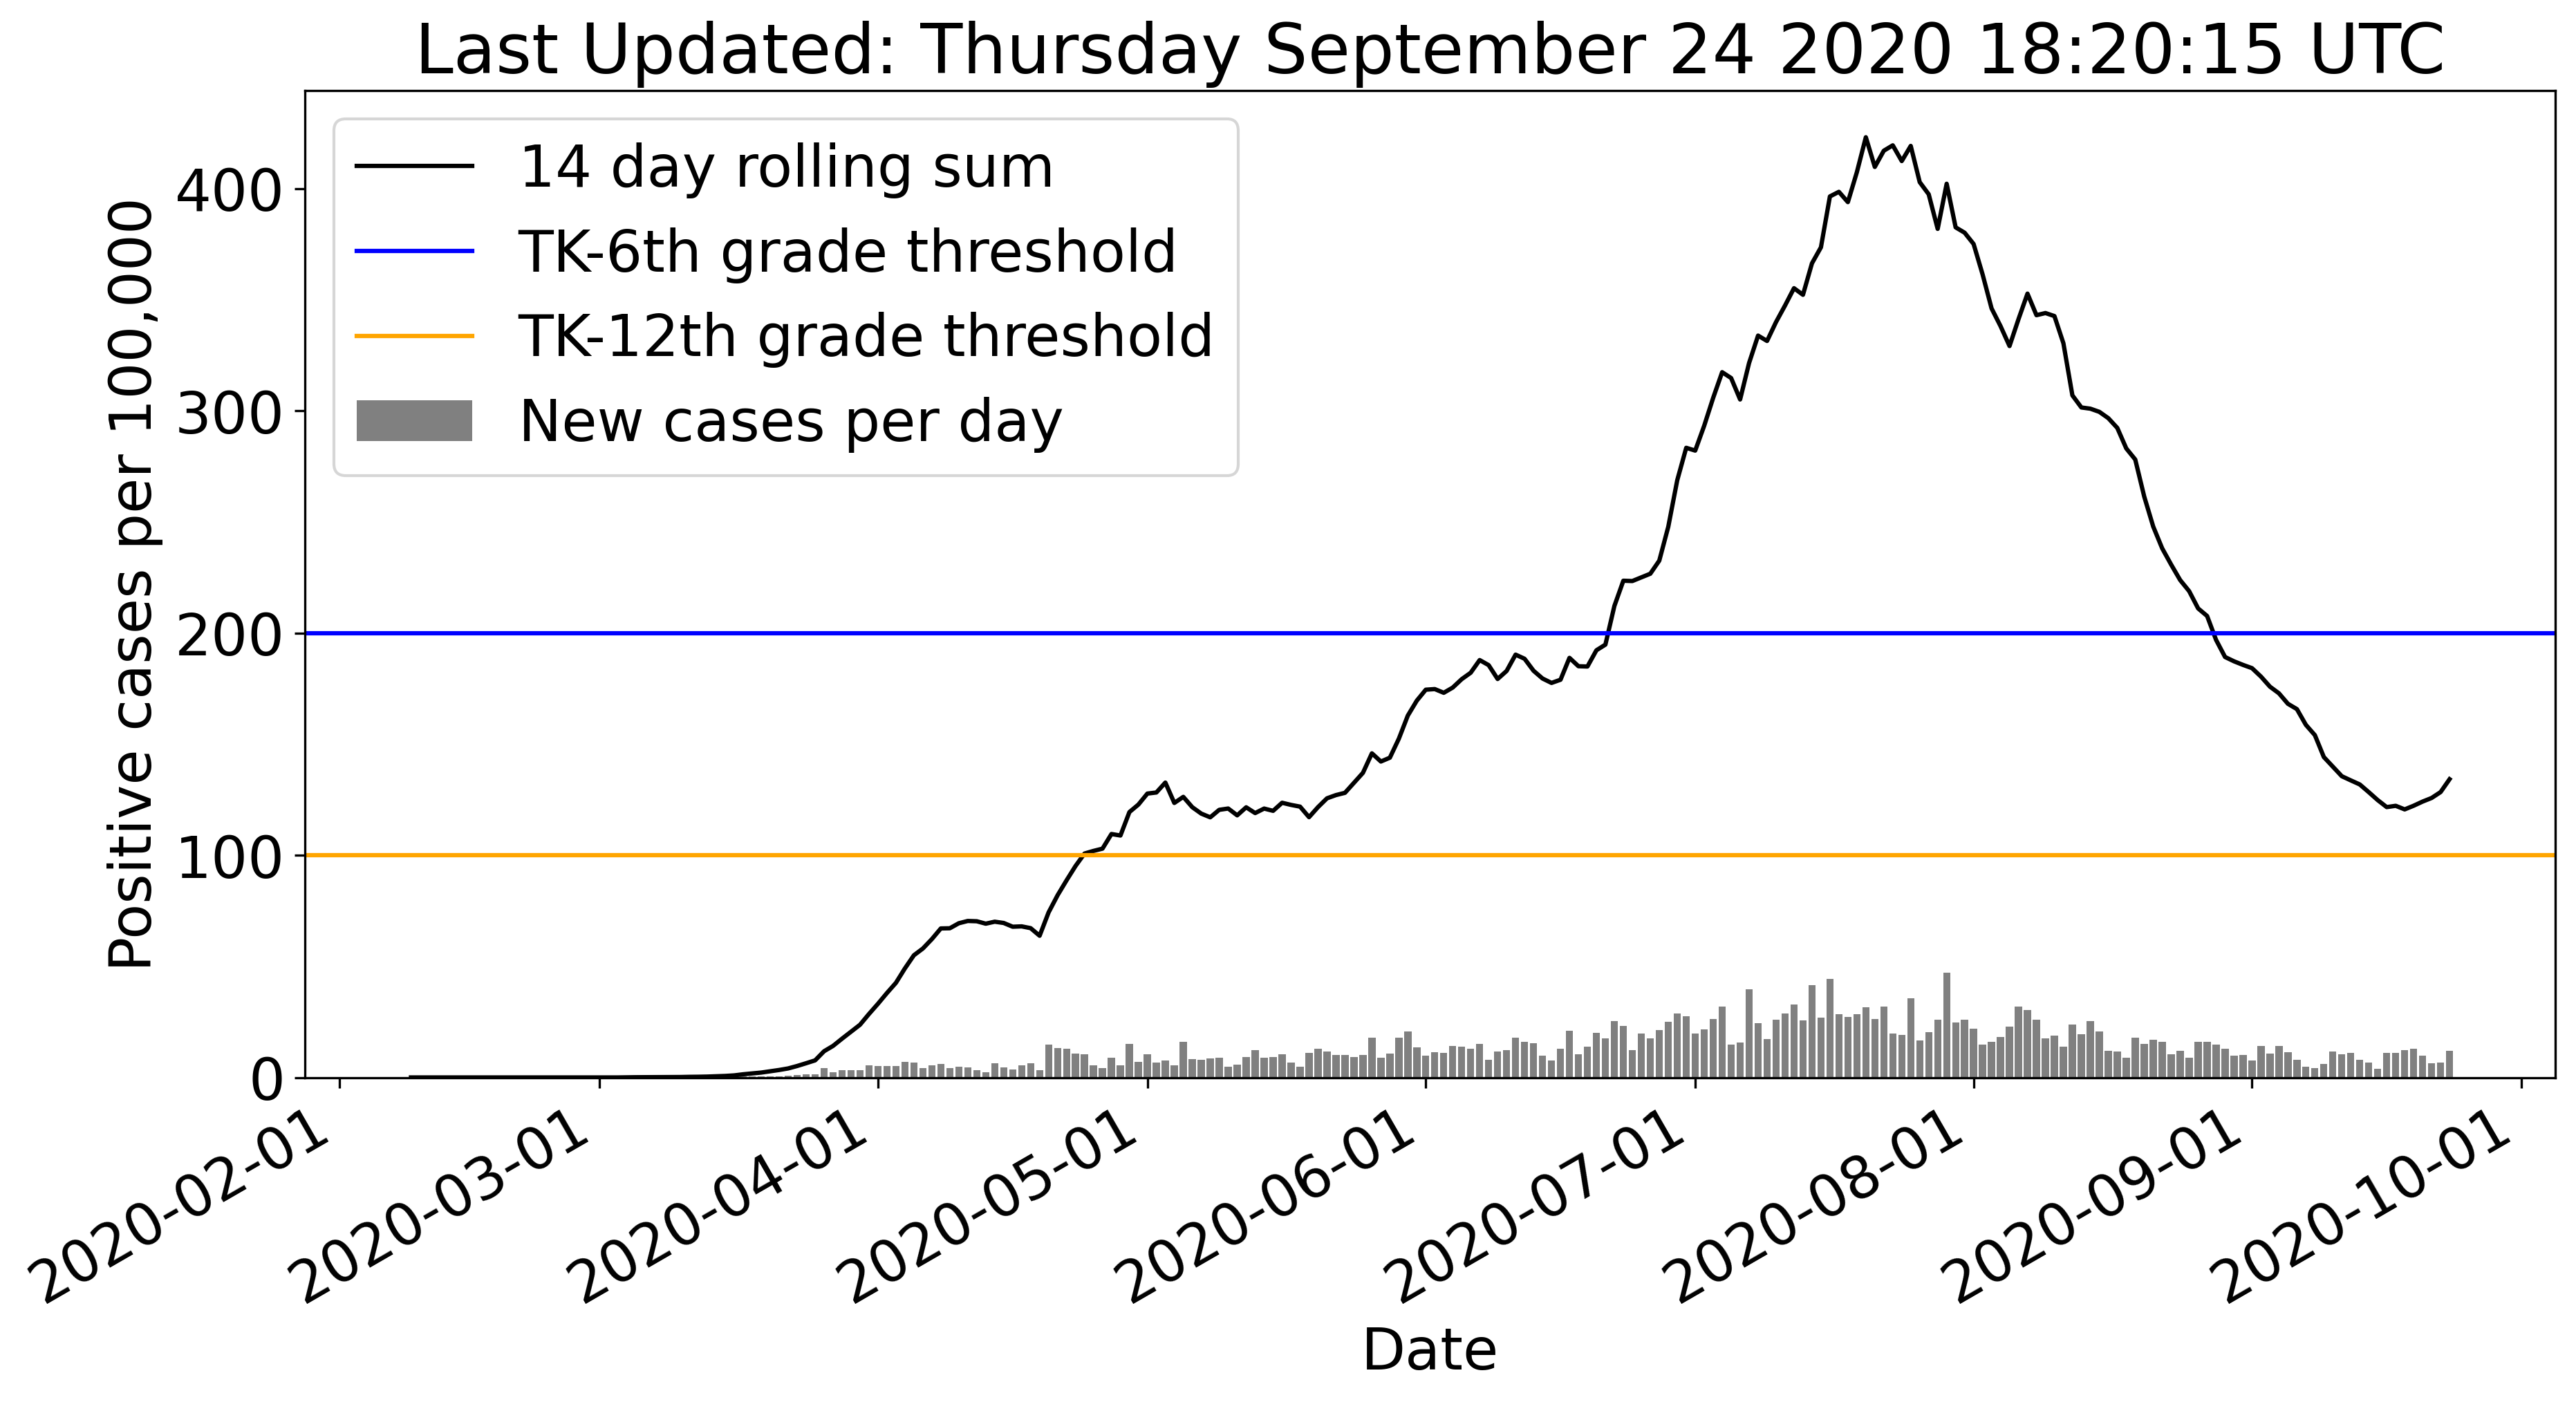 Last Updated: Thursday September 24 2020 18:20:15 UTC
14 day rolling sum
TK-6th grade threshold
TK-12th grade threshold
New cases per day
Positive cases per 100,000
400
300
200
100
0
2020-02-01
2020-03-01
2020-04-01
2020-05-01
2020-06-01
2020-07-01
2020-08-01
2020-09-01
2020-10-01
Date